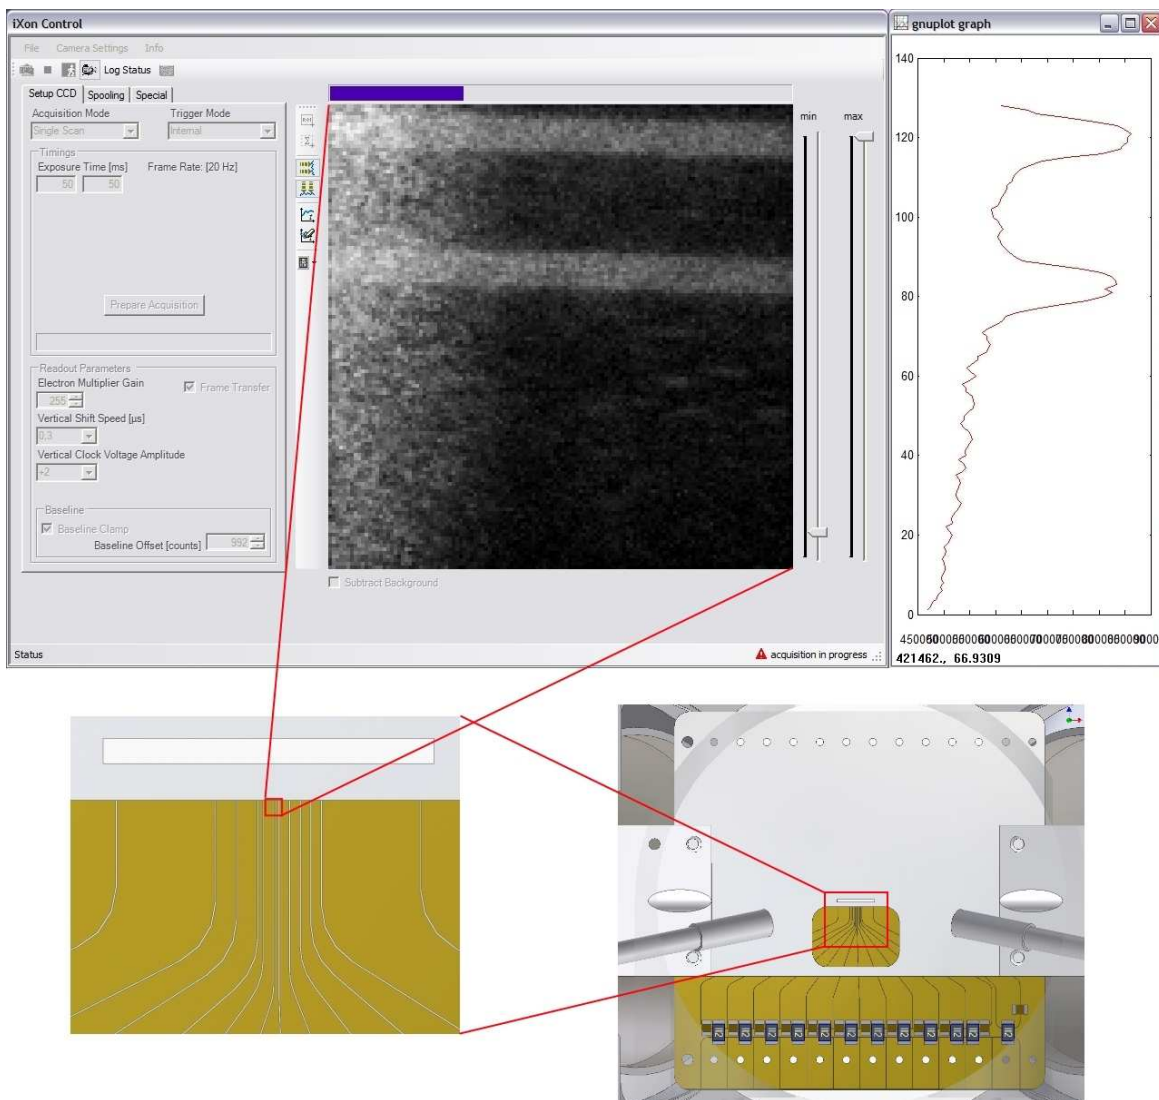 iXon Control
File Camera Settings Info
Log Status
Setup CCD Spooling Special
Acquisition Mode Trigger Mode
Single Scan Internal
Timings
Exposure Time [ms] Frame Rate: [20 Hz]
50 50
Prepare Acquisition
Readout Parameters
Electron Multiplier Gain
255 Frame Transfer
Vertical Shift Speed [µs]
0,3
Vertical Clock Voltage Amplitude
+2
Baseline
Baseline Clamp
Baseline Offset [counts] 992
min max
Subtract Background
Status acquisition in progress
gnuplot graph
140
120
100
80
60
40
20
0
421462., 66.9309